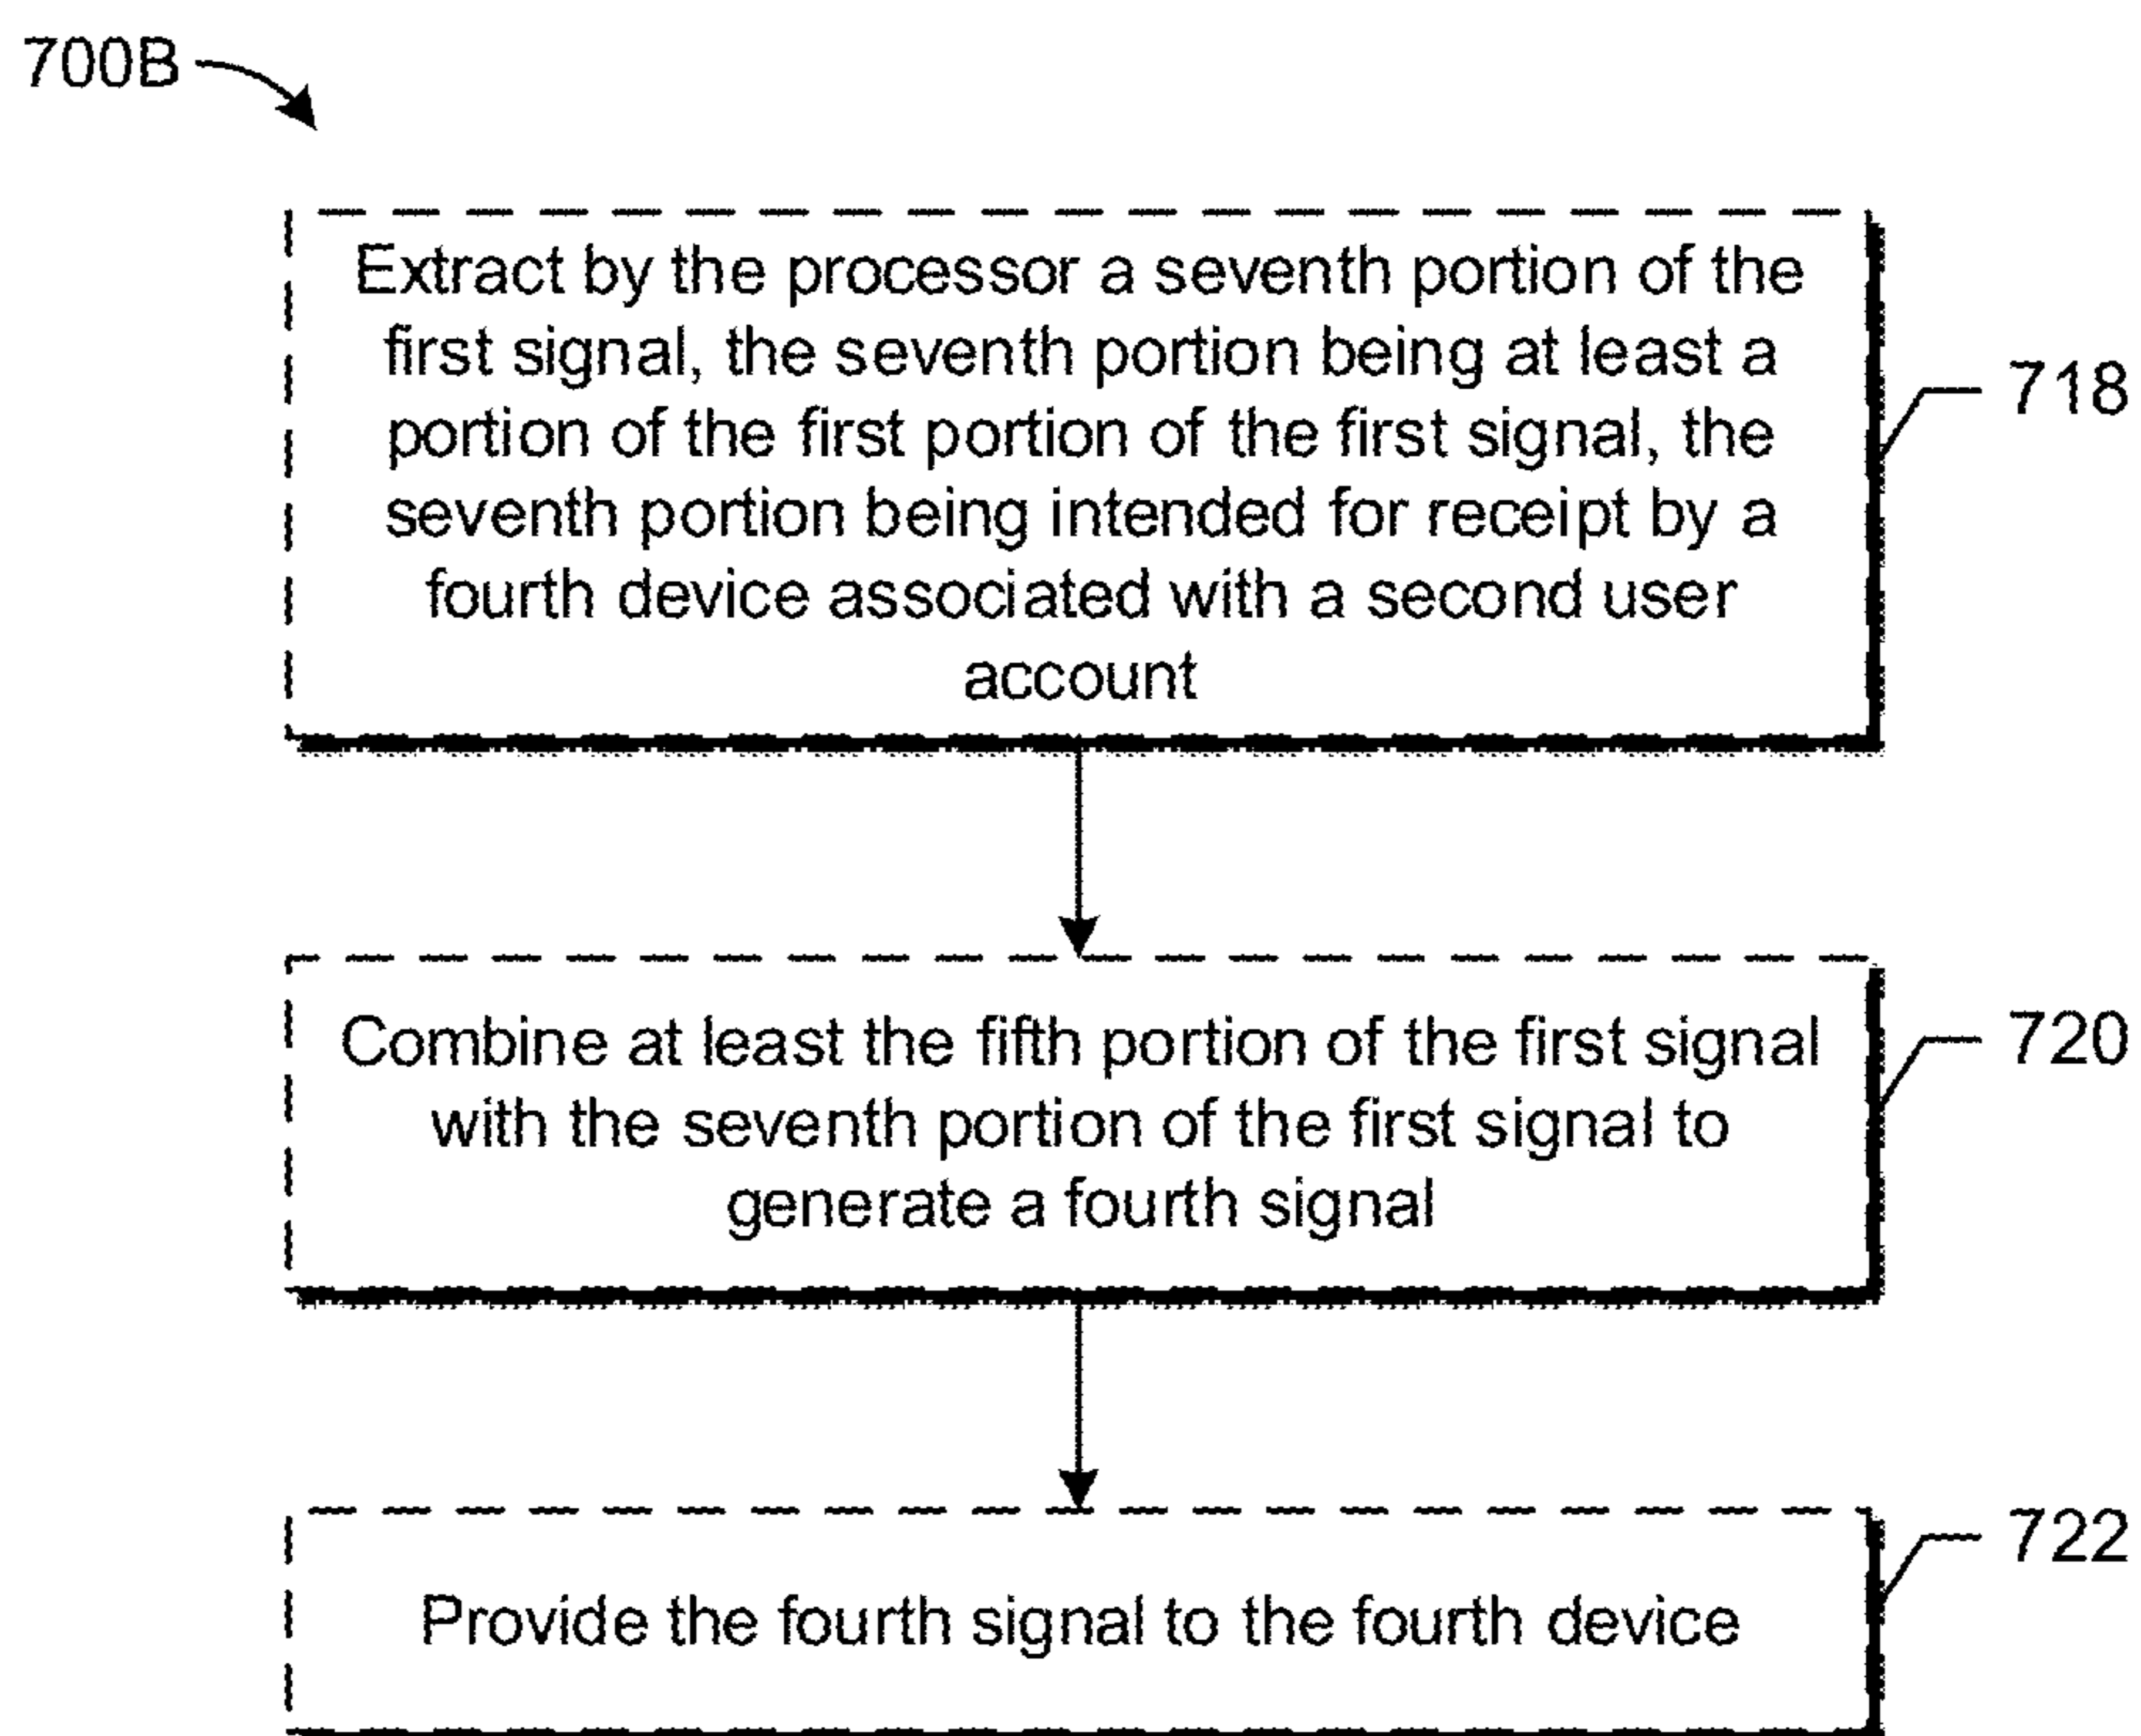 700B
Extract by the processor a seventh portion of the
first signal, the seventh portion being at least a
portion of the first portion of the first signal, the
seventh portion being intended for receipt by a
fourth device associated with a second user
account
718
Combine at least the fifth portion of the first signal
with the seventh portion of the first signal to
generate a fourth signal
720
Provide the fourth signal to the fourth device
722